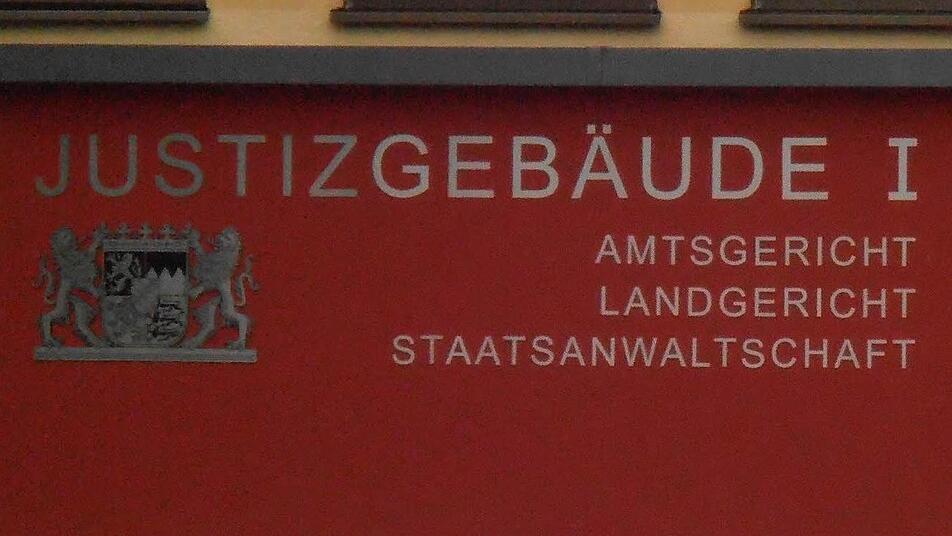 JUSTIZGEBÄUDE I
AMTSGERICHT
LANDGERICHT
STAATSANWALTSCHAFT